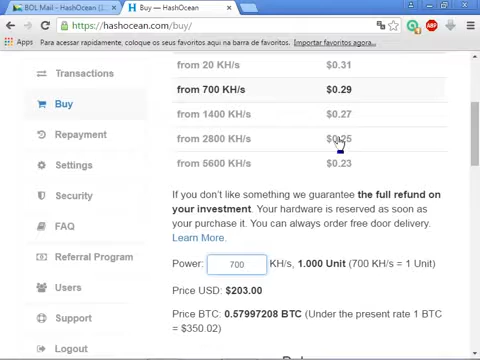 BOL Mail - HashOcean (1
Buy — HashOcean
https://hashocean.com/buy/
ABP
Apps
Para acessar rapidamente, coloque os seus favoritos aqui na barra de favoritos.
Importar favoritos agora...
Transactions
Buy
Repayment
Settings
Security
FAQ
Referral Program
Users
Support
Logout
from 20 KH/s $0.31
from 700 KH/s $0.29
from 1400 KH/s $0.27
from 2800 KH/s $0.25
from 5600 KH/s $0.23
If you don't like something we guarantee the full refund on
your investment. Your hardware is reserved as soon as
your purchase it. You can always order free door delivery.
Learn More.
Power: 700 KH/s, 1.000 Unit (700 KH/s = 1 Unit)
Price USD: $203.00
Price BTC: 0.57997208 BTC (Under the present rate 1 BTC
= $350.02)